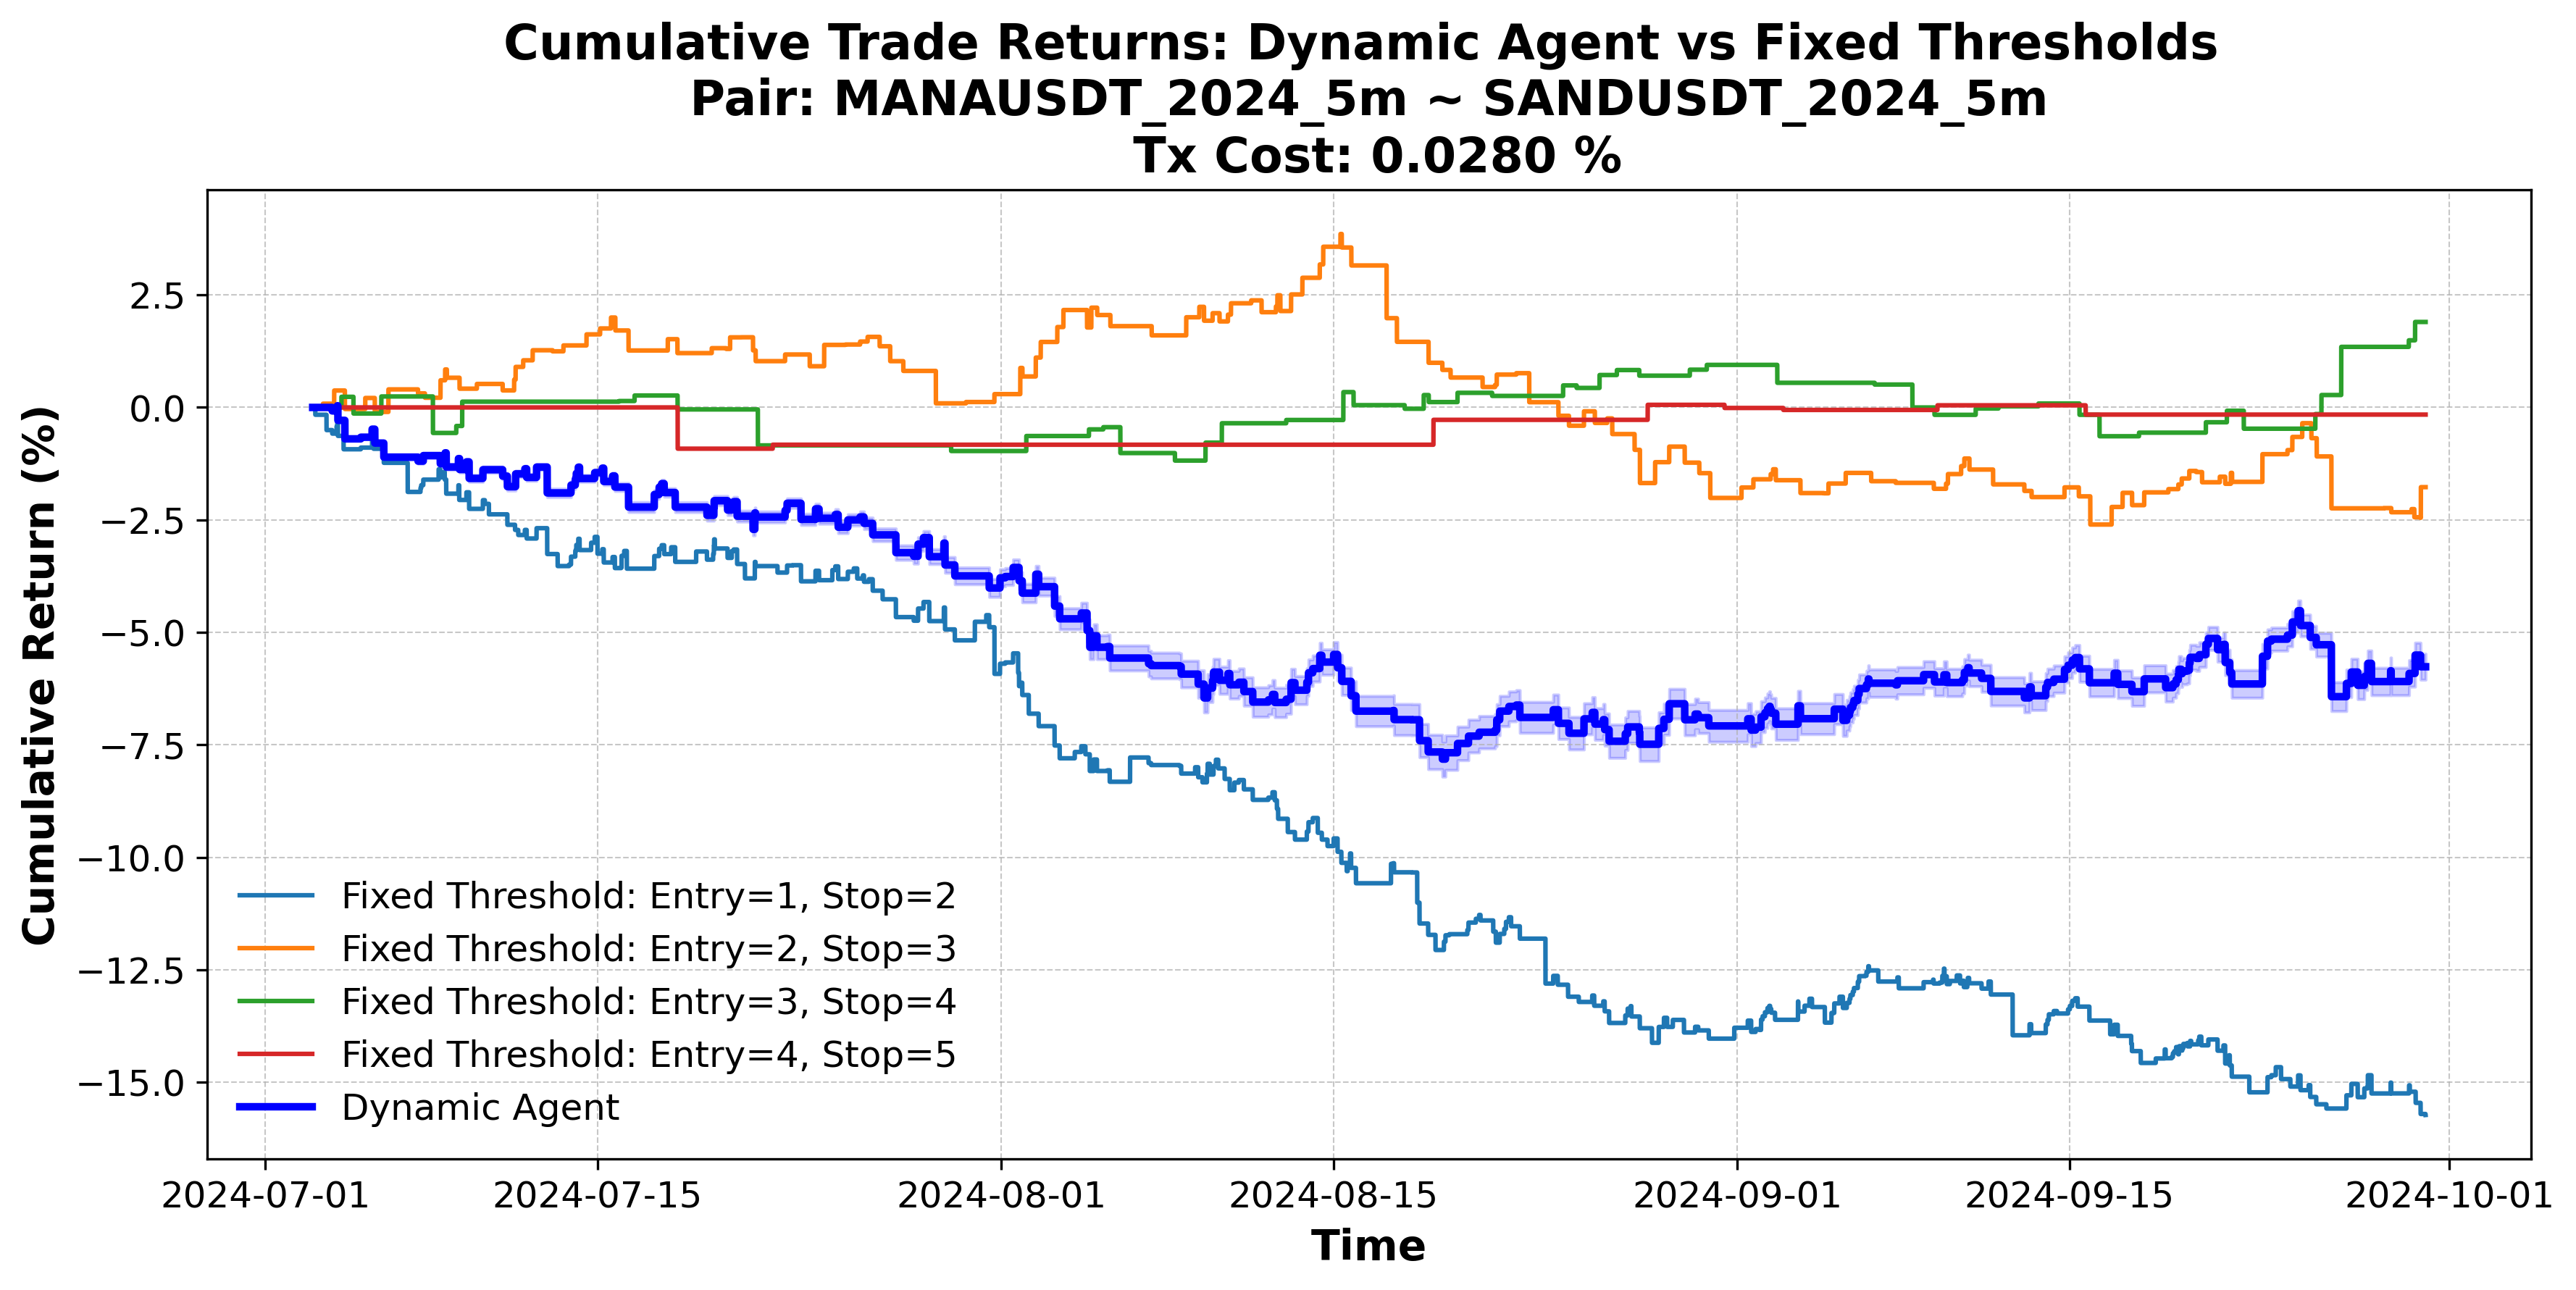 Cumulative Trade Returns: Dynamic Agent vs Fixed Thresholds
Pair: MANAUSDT_2024_5m ~ SANDUSDT_2024_5m
Tx Cost: 0.0280 %
Cumulative Return (%)
2.5
0.0
−2.5
−5.0
−7.5
−10.0
−12.5
−15.0
Fixed Threshold: Entry=1, Stop=2
Fixed Threshold: Entry=2, Stop=3
Fixed Threshold: Entry=3, Stop=4
Fixed Threshold: Entry=4, Stop=5
Dynamic Agent
2024-07-01 2024-07-15 2024-08-01 2024-08-15 2024-09-01 2024-09-15 2024-10-01
Time